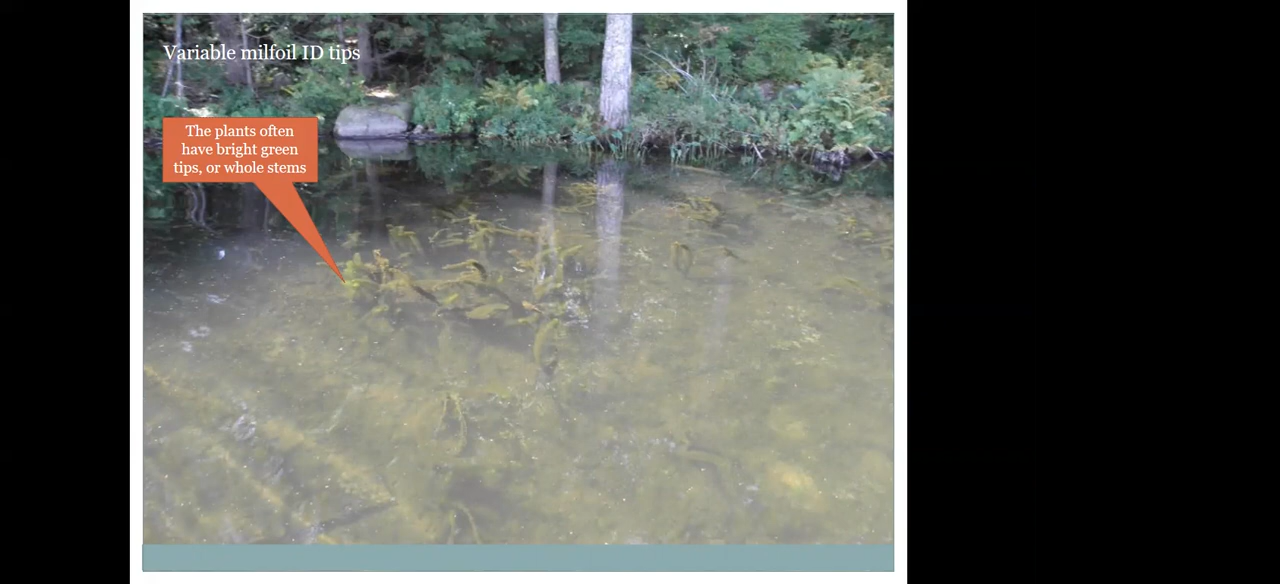 Variable milfoil ID tips
The plants often
have bright green
tips, or whole stems